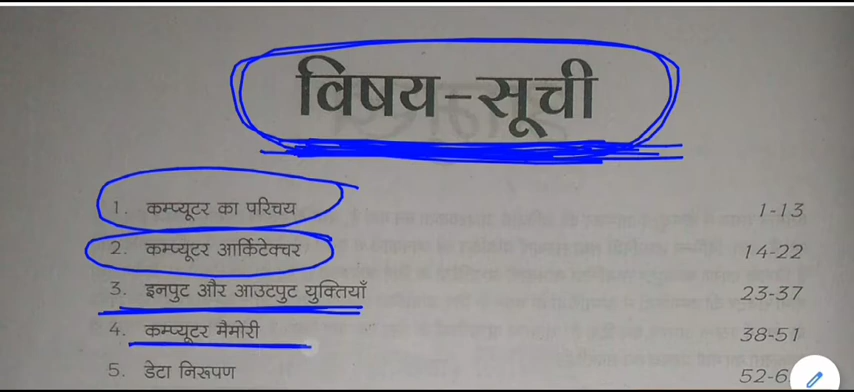 विषय-सूची
1. कम्प्यूटर का परिचय 1-13
2. कम्प्यूटर आर्किटेक्चर 14-22
3. इनपुट और आउटपुट युक्तियाँ 23-37
4. कम्प्यूटर मैमोरी 38-51
5. डेटा निरूपण